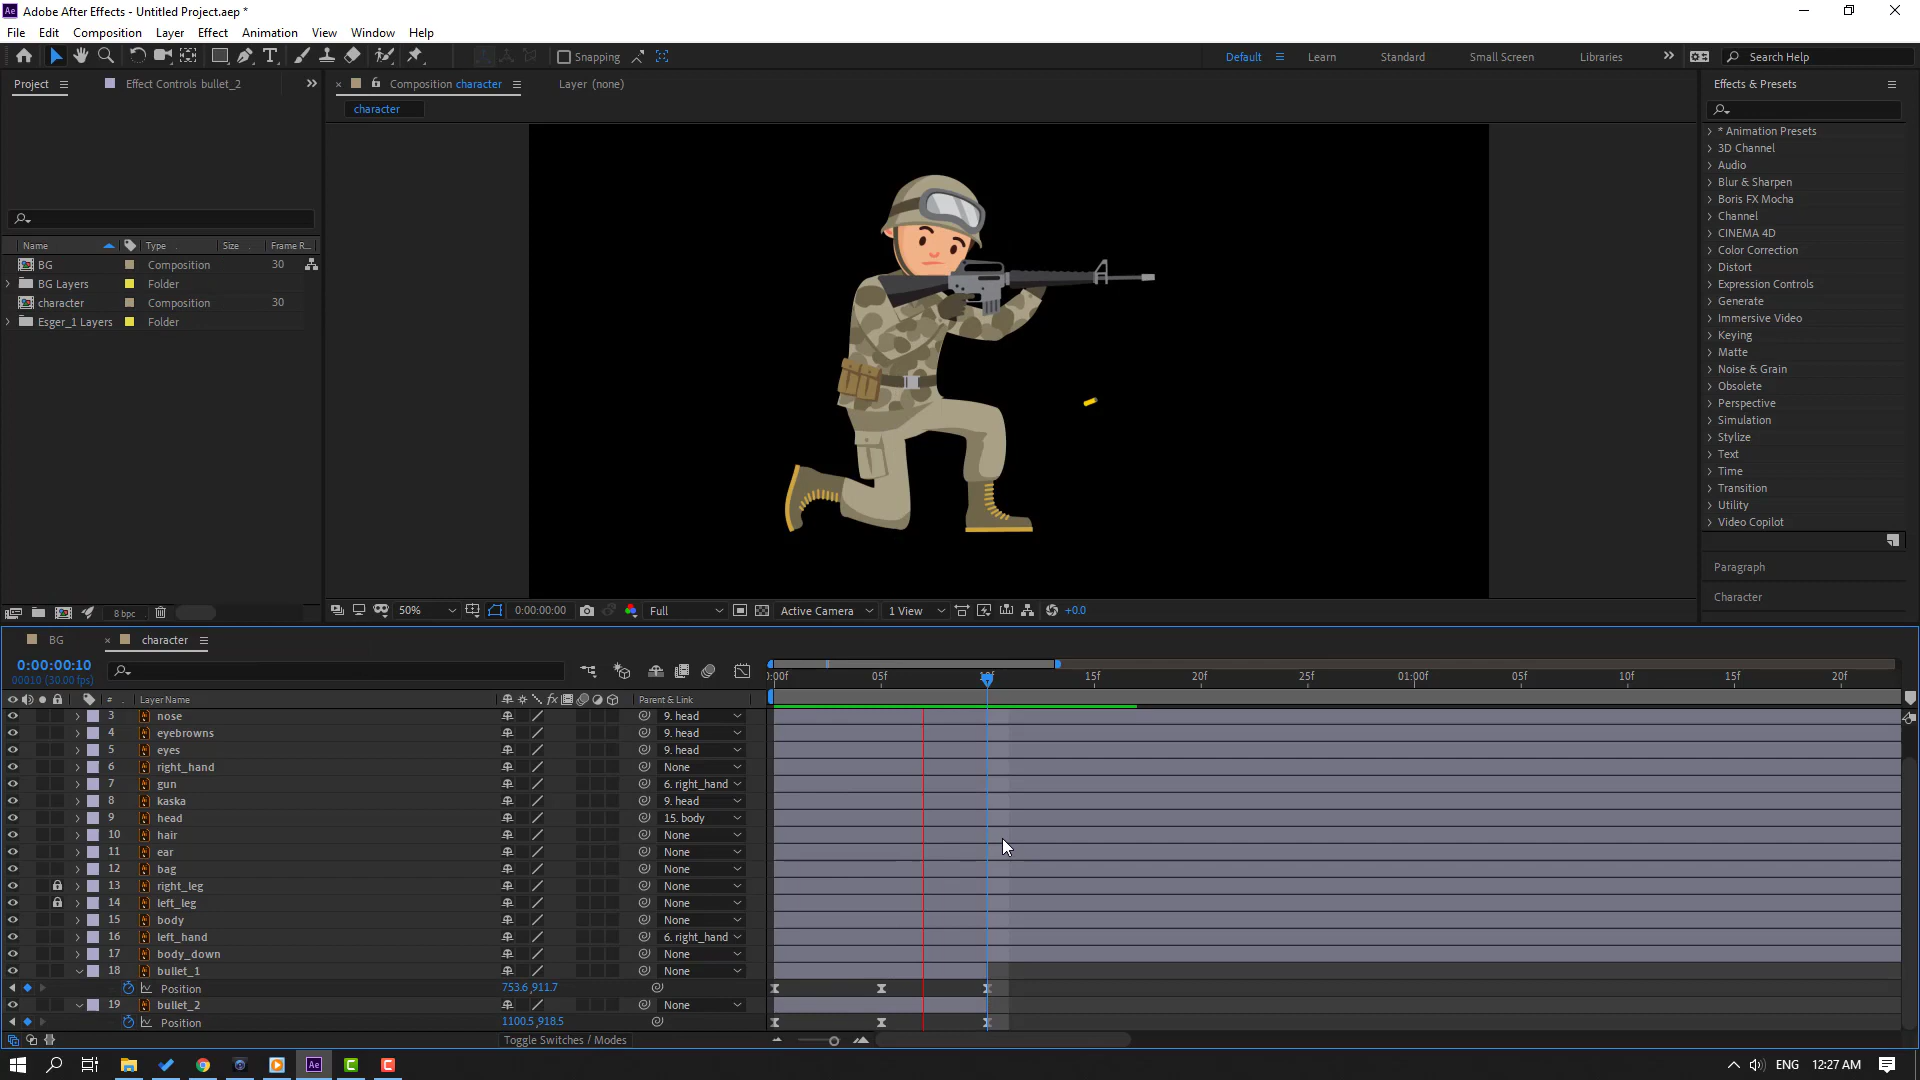 Adobe After Effects - Untitled Project.aep *
File Edit Composition Layer Effect Animation View Window Help
Snapping Default Learn Standard Small Screen Libraries Search Help
Project Effect Controls bullet_2 Composition character Layer (none) Effects & Presets
character
Name Type Size Frame R...
BG Composition 30
BG Layers Folder
character Composition 30
Esger_1 Layers Folder
* Animation Presets
3D Channel
Audio
Blur & Sharpen
Boris FX Mocha
Channel
CINEMA 4D
Color Correction
Distort
Expression Controls
Generate
Immersive Video
Keying
Matte
Noise & Grain
Obsolete
Perspective
Simulation
Stylize
Text
Time
Transition
Utility
Video Copilot
Paragraph
Character
8 bpc 50% 0:00:00:00 Full Active Camera 1 View +0.0
BG character
0:00:00:10
00010 (30.00 fps)
:00f 05f 10f 15f 20f 25f 01:00f 05f 10f 15f 20f
# Layer Name fx Parent & Link
3 nose 9. head
4 eyebrowns 9. head
5 eyes 9. head
6 right_hand None
7 gun 6. right_hand
8 kaska 9. head
9 head 15. body
10 hair None
11 ear None
12 bag None
13 right_leg None
14 left_leg None
15 body None
16 left_hand 6. right_hand
17 body_down None
18 bullet_1 None
Position 753.6,911.7
19 bullet_2 None
Position 1100.5,918.5
Toggle Switches / Modes
ENG 12:27 AM